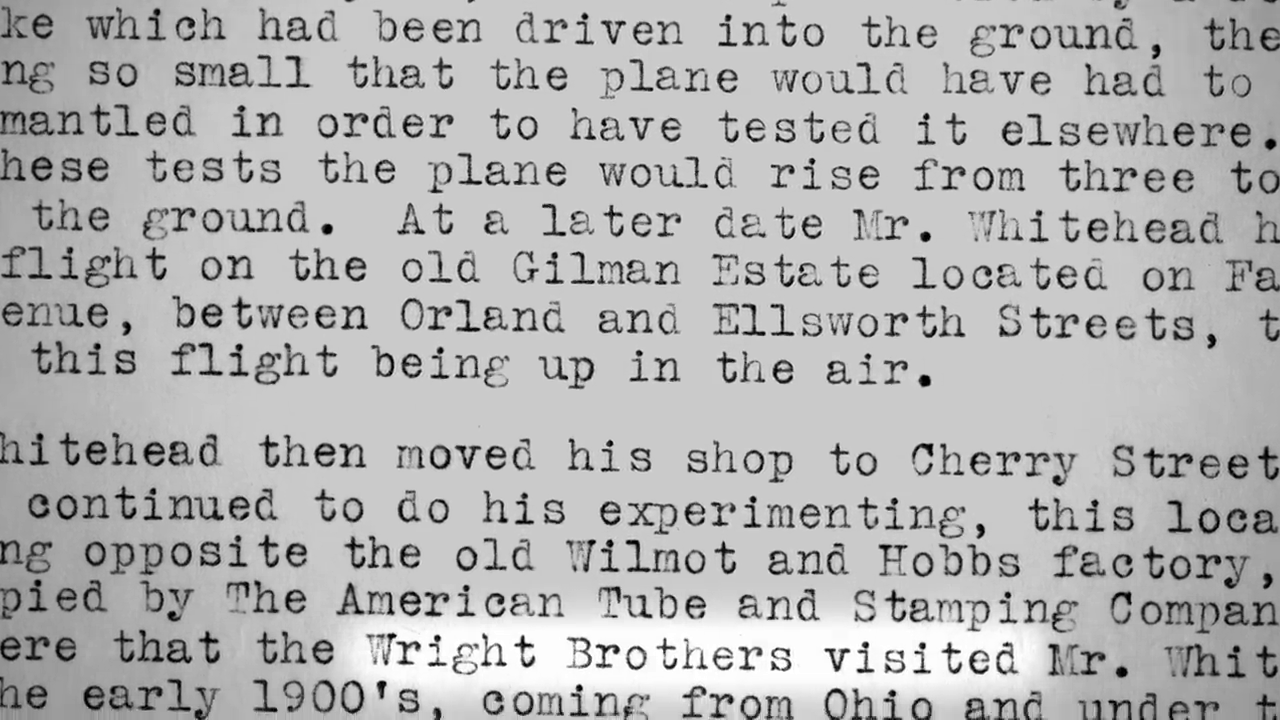 ke which had been driven into the ground, the
ng so small that the plane would have had to
mantled in order to have tested it elsewhere.
hese tests the plane would rise from three to
the ground. At a later date Mr. Whitehead h
flight on the old Gilman Estate located on Fa
enue, between Orland and Ellsworth Streets, t
this flight being up in the air.
hitehead then moved his shop to Cherry Street
continued to do his experimenting, this loca
ng opposite the old Wilmot and Hobbs factory,
pied by The American Tube and Stamping Compan
ere that the Wright Brothers visited Mr. Whit
he early 1900's, coming from Ohio and under t